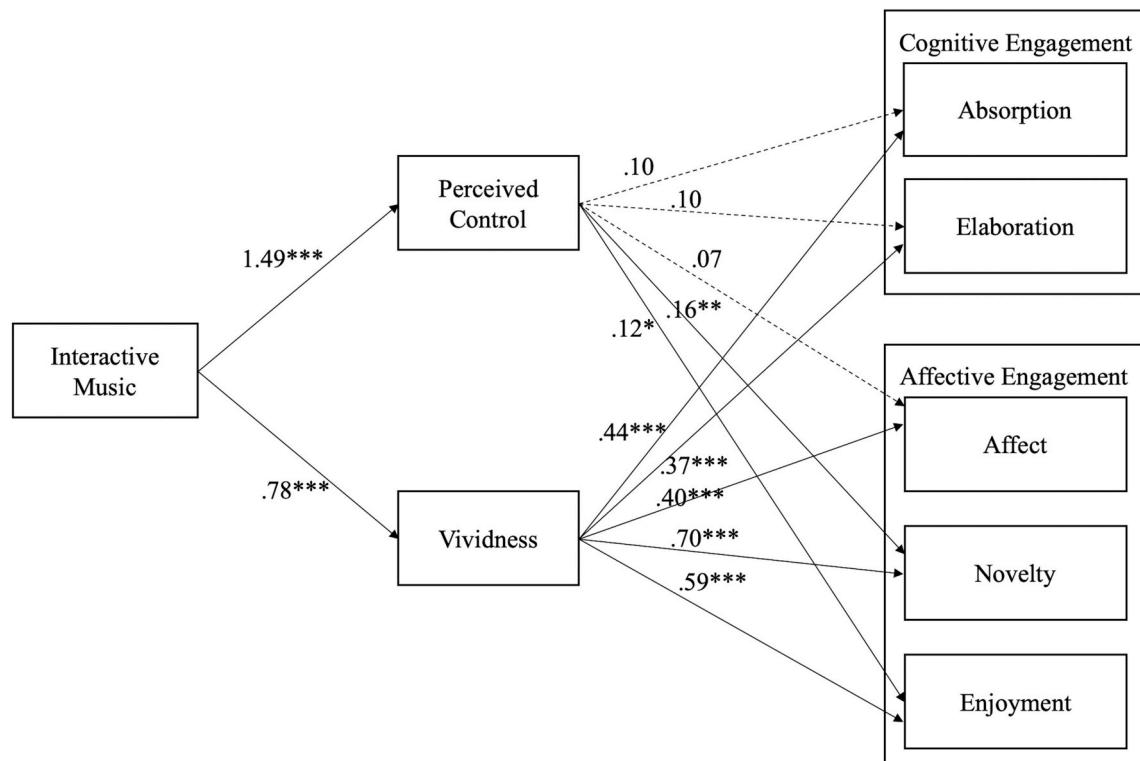 Cognitive Engagement
Absorption
.10
Perceived
Control
.10
Elaboration
1.49***
.07
.16**
.12*
Interactive
Music
Affective Engagement
.44***
Affect
.37***
.78***
.40***
Vividness
.70***
Novelty
.59***
Enjoyment